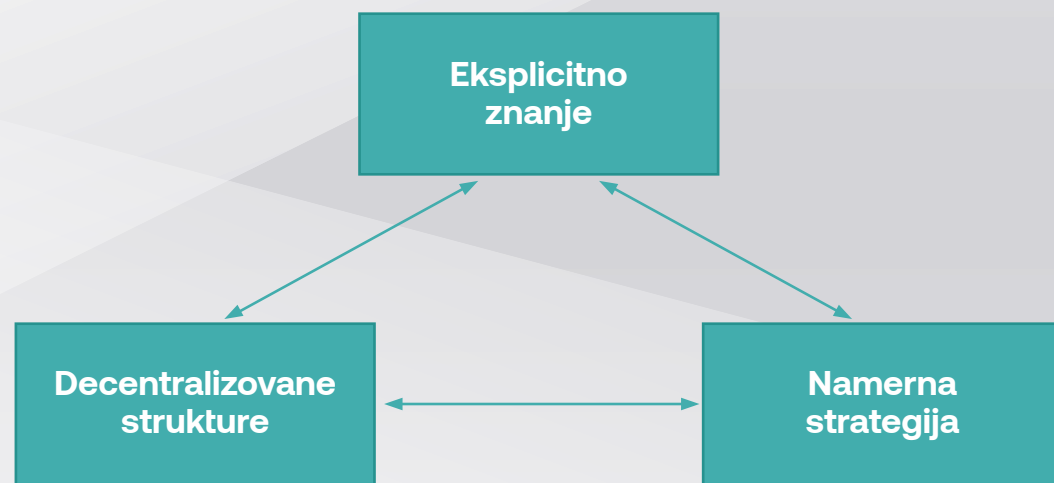 Eksplicitno
znanje
Decentralizovane
strukture
Namerna
strategija